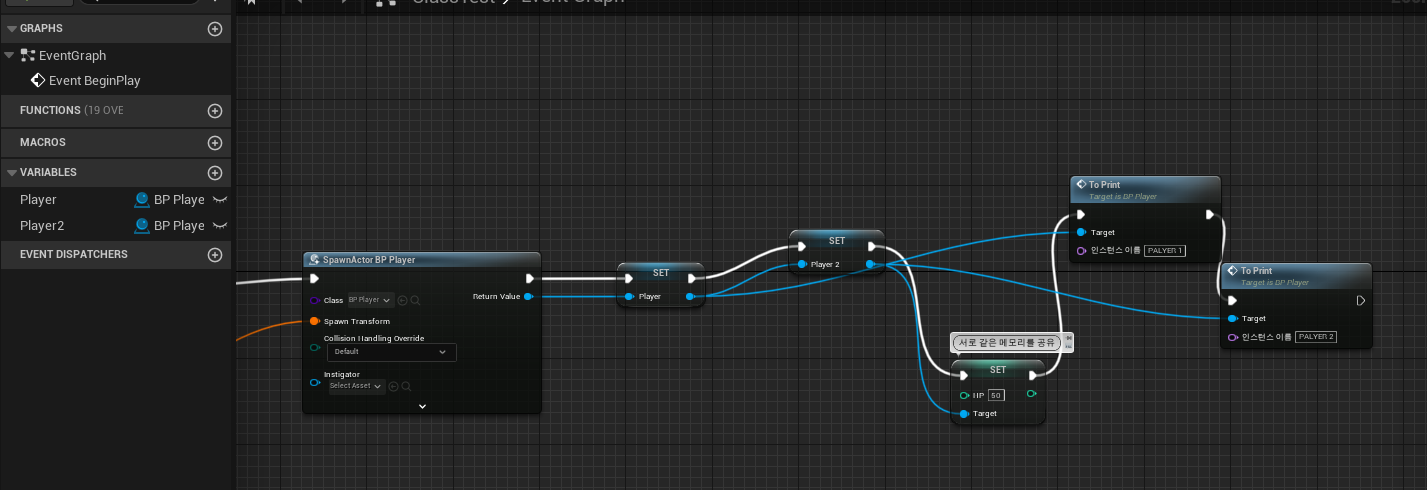 GRAPHS
EventGraph
Event BeginPlay
FUNCTIONS (19 OVE
MACROS
VARIABLES
Player BP Playe
Player2 BP Playe
EVENT DISPATCHERS
SpawnActor BP Player
Class BP Player
Return Value
Spawn Transform
Collision Handling Override
Default
Instigator
Select Asset
SET
Player
SET
Player 2
서로 같은 메모리를 공유
SET
HP 50
Target
To Print
Target is BP Player
Target
인스턴스 이름 PALYER 1
To Print
Target is BP Player
Target
인스턴스 이름 PALYER 2